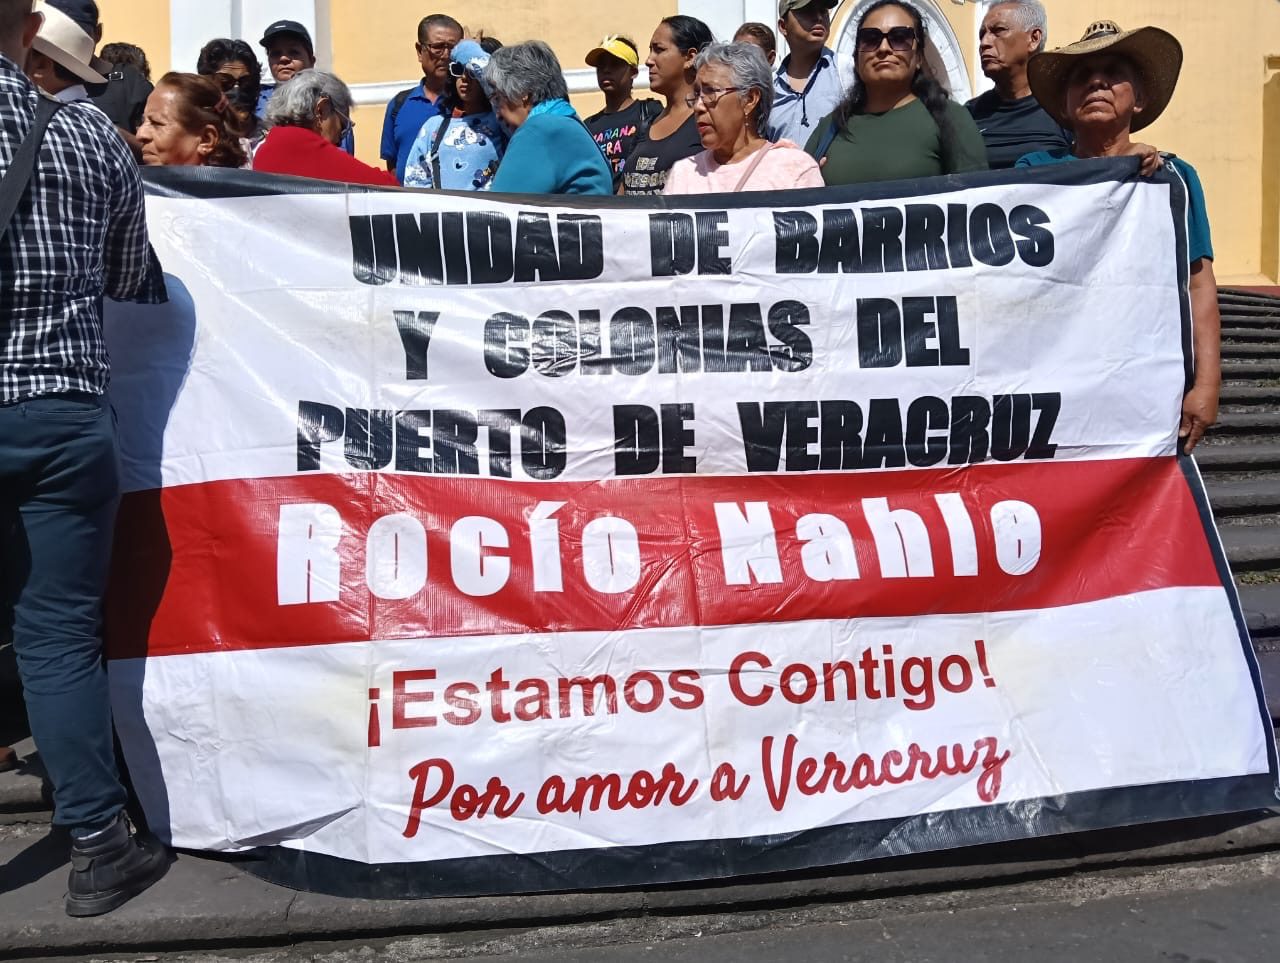 UNIDAD DE BARRIOS
Y COLONIAS DEL
PUERTO DE VERACRUZ
Rocío Nahle
¡Estamos Contigo!
Por amor a Veracruz